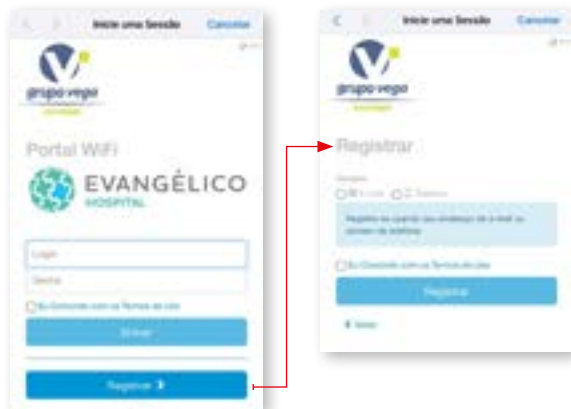 Inicie uma Sessão Cancelar
grupo vega
Portal WiFi
EVANGÉLICO
HOSPITAL
Login
Senha
Eu Concordo com os Termos de Uso
Entrar
Registrar
Inicie uma Sessão Cancelar
grupo vega
Registrar
E-mail Telefone
Registre-se usando seu endereço de e-mail ou
número de telefone
Eu Concordo com os Termos de Uso
Registrar